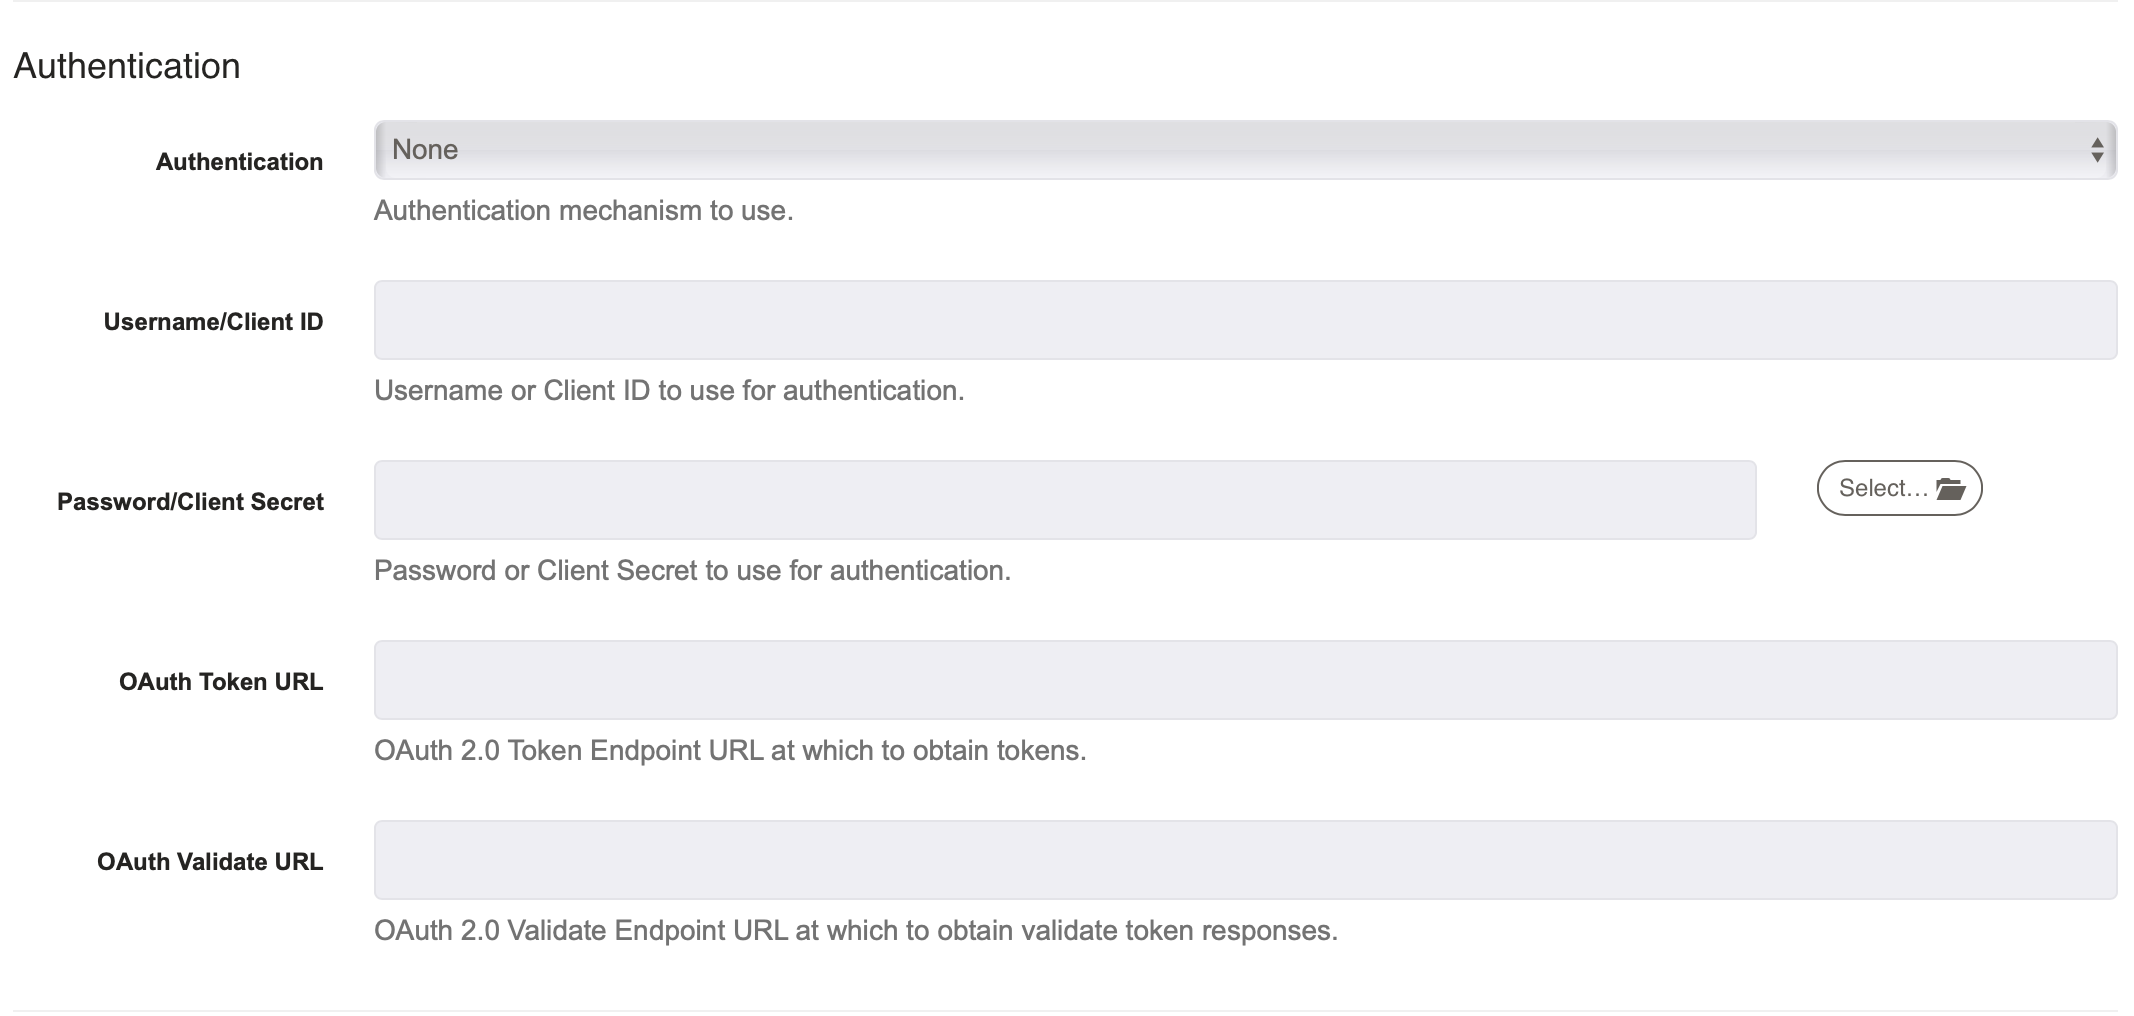 Authentication
Authentication
None
Authentication mechanism to use.
Username/Client ID
Username or Client ID to use for authentication.
Password/Client Secret
Select...
Password or Client Secret to use for authentication.
OAuth Token URL
OAuth 2.0 Token Endpoint URL at which to obtain tokens.
OAuth Validate URL
OAuth 2.0 Validate Endpoint URL at which to obtain validate token responses.